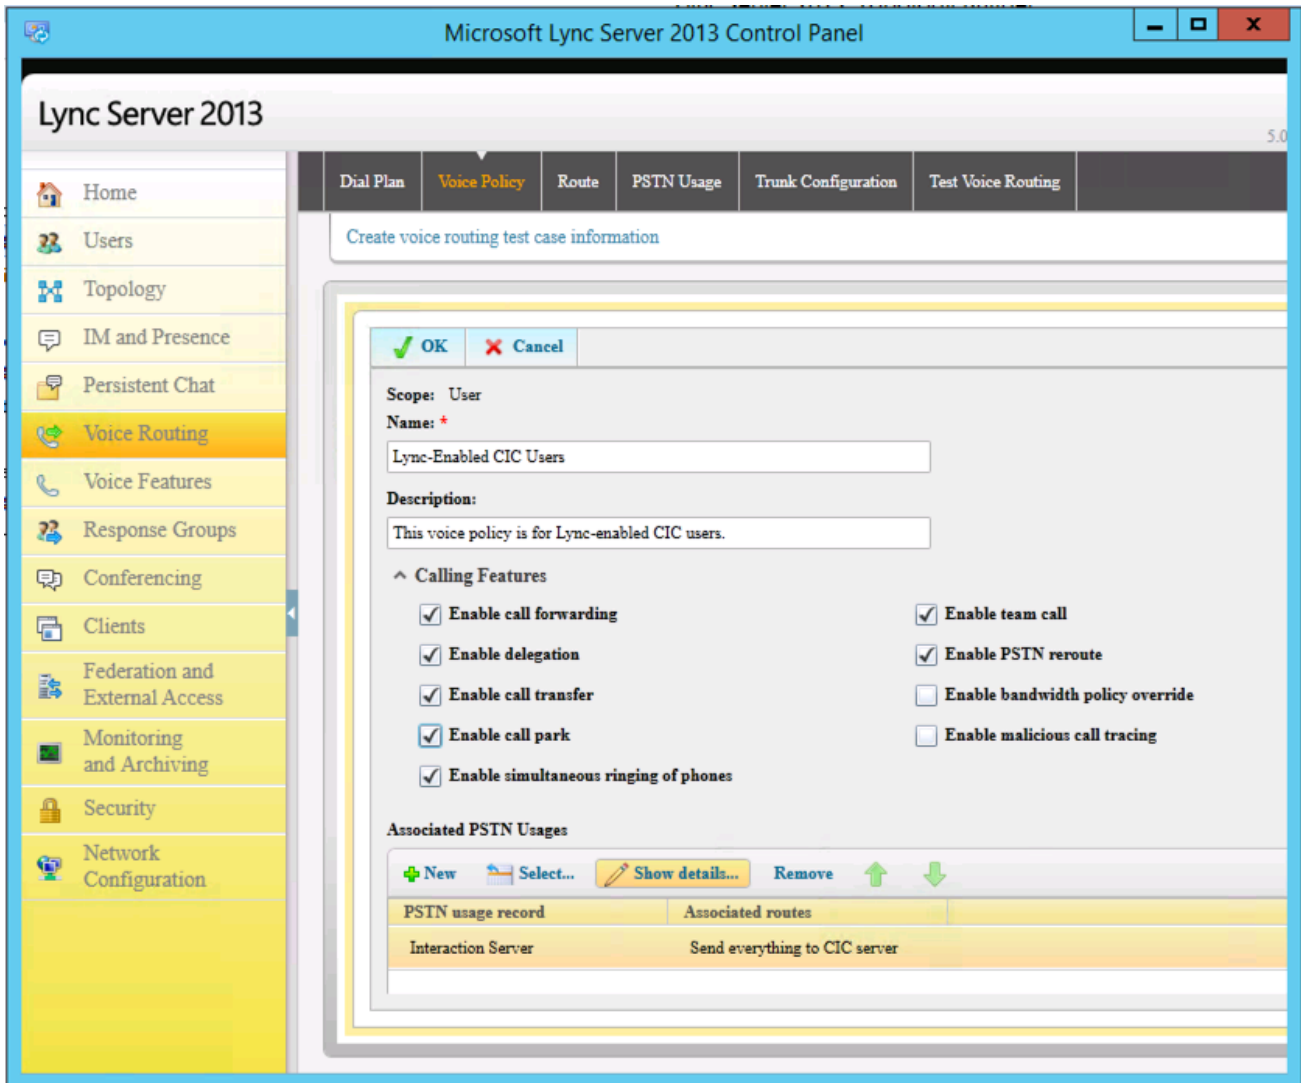 Microsoft Lync Server 2013 Control Panel
Lync Server 2013
5.0
Home
Users
Topology
IM and Presence
Persistent Chat
Voice Routing
Voice Features
Response Groups
Conferencing
Clients
Federation and
External Access
Monitoring
and Archiving
Security
Network
Configuration
Dial Plan
Voice Policy
Route
PSTN Usage
Trunk Configuration
Test Voice Routing
Create voice routing test case information
OK
Cancel
Scope: User
Name: *
Lync-Enabled CIC Users
Description:
This voice policy is for Lync-enabled CIC users.
Calling Features
Enable call forwarding
Enable team call
Enable delegation
Enable PSTN reroute
Enable call transfer
Enable bandwidth policy override
Enable call park
Enable malicious call tracing
Enable simultaneous ringing of phones
Associated PSTN Usages
New
Select...
Show details...
Remove
PSTN usage record
Associated routes
Interaction Server
Send everything to CIC server